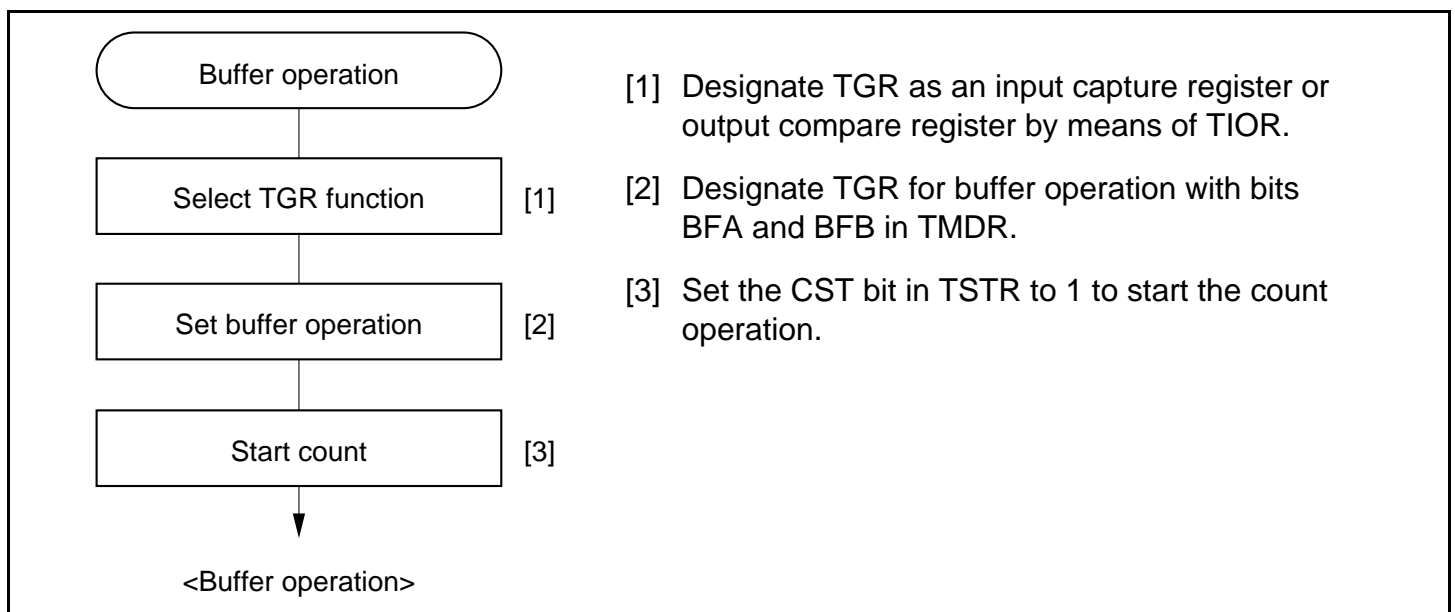 Buffer operation
Select TGR function
[1]
Set buffer operation
[2]
Start count
[3]
<Buffer operation>
[1] Designate TGR as an input capture register or
output compare register by means of TIOR.
[2] Designate TGR for buffer operation with bits
BFA and BFB in TMDR.
[3] Set the CST bit in TSTR to 1 to start the count
operation.